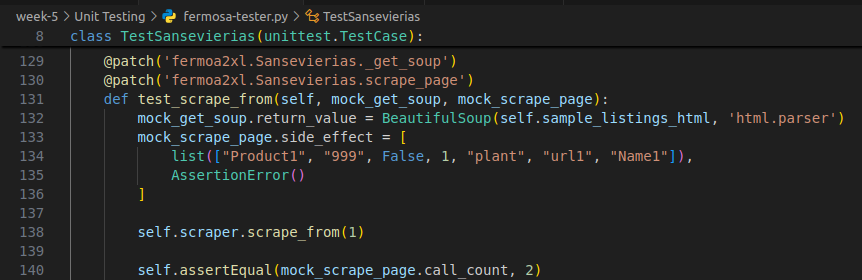 week-5 > Unit Testing > fermosa-tester.py > TestSansevierias
8 class TestSansevierias(unittest.TestCase):
129 @patch('fermoa2xl.Sansevierias._get_soup')
130 @patch('fermoa2xl.Sansevierias.scrape_page')
131 def test_scrape_from(self, mock_get_soup, mock_scrape_page):
132 mock_get_soup.return_value = BeautifulSoup(self.sample_listings_html, 'html.parser')
133 mock_scrape_page.side_effect = [
134 list(["Product1", "999", False, 1, "plant", "url1", "Name1"]),
135 AssertionError()
136 ]
137
138 self.scraper.scrape_from(1)
139
140 self.assertEqual(mock_scrape_page.call_count, 2)